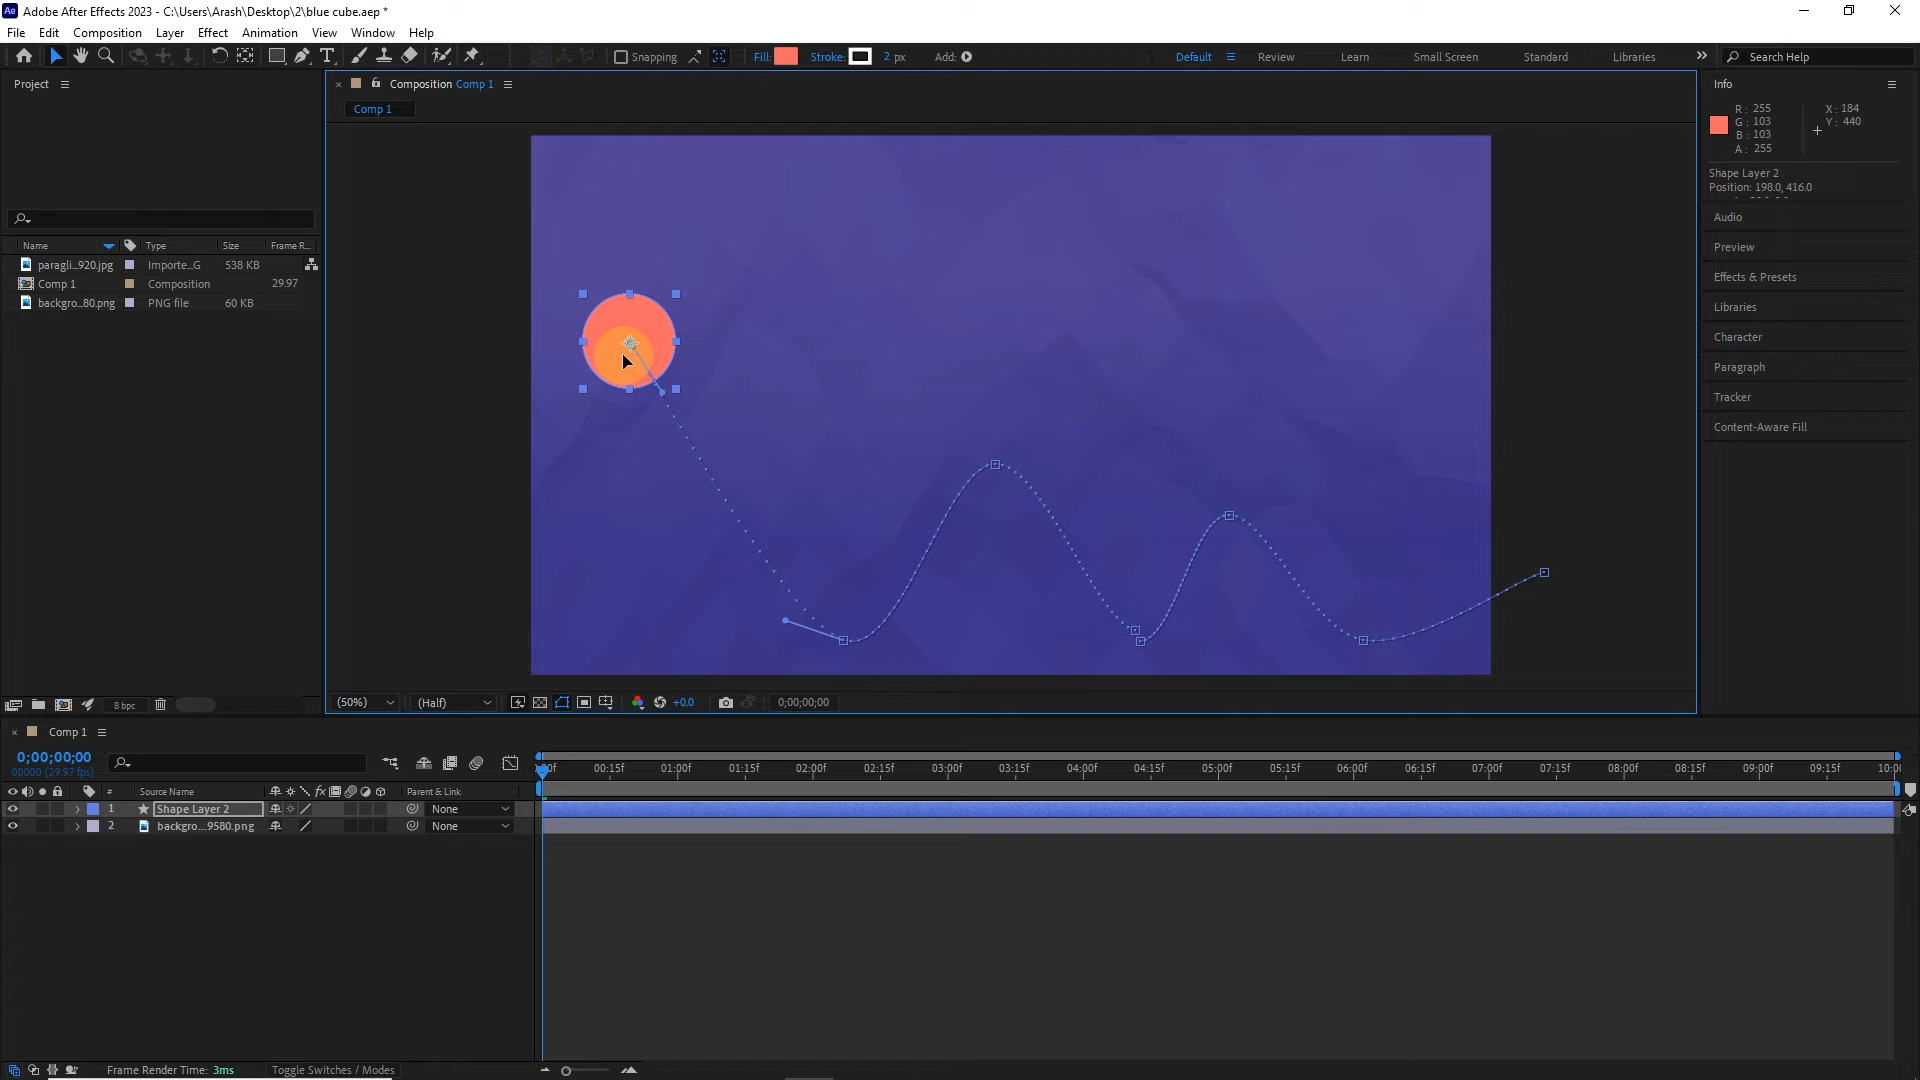 Ae Adobe After Effects 2023 - C:\Users\Arash\Desktop\2\blue cube.aep *
File Edit Composition Layer Effect Animation View Window Help
Snapping Fill: Stroke: 2 px Add: Default Review Learn Small Screen Standard Libraries Search Help
Project
Composition Comp 1
Comp 1
Info
R: 255
G: 103
B: 103
A: 255
X: 184
Y: 440
Shape Layer 2
Position: 198.0, 416.0
Name Type Size Frame R...
paragli...920.jpg Importe...G 538 KB
Comp 1 Composition 29.97
backgro...80.png PNG file 60 KB
Audio
Preview
Effects & Presets
Libraries
Character
Paragraph
Tracker
Content-Aware Fill
8 bpc
(50%) (Half) +0.0 0;00;00;00
Comp 1
0;00;00;00
00000 (29.97 fps)
00:15f 01:00f 01:15f 02:00f 02:15f 03:00f 03:15f 04:00f 04:15f 05:00f 05:15f 06:00f 06:15f 07:00f 07:15f 08:00f 08:15f 09:00f 09:15f
# Source Name fx Parent & Link
1 Shape Layer 2 None
2 backgro...9580.png None
Frame Render Time: 3ms Toggle Switches / Modes